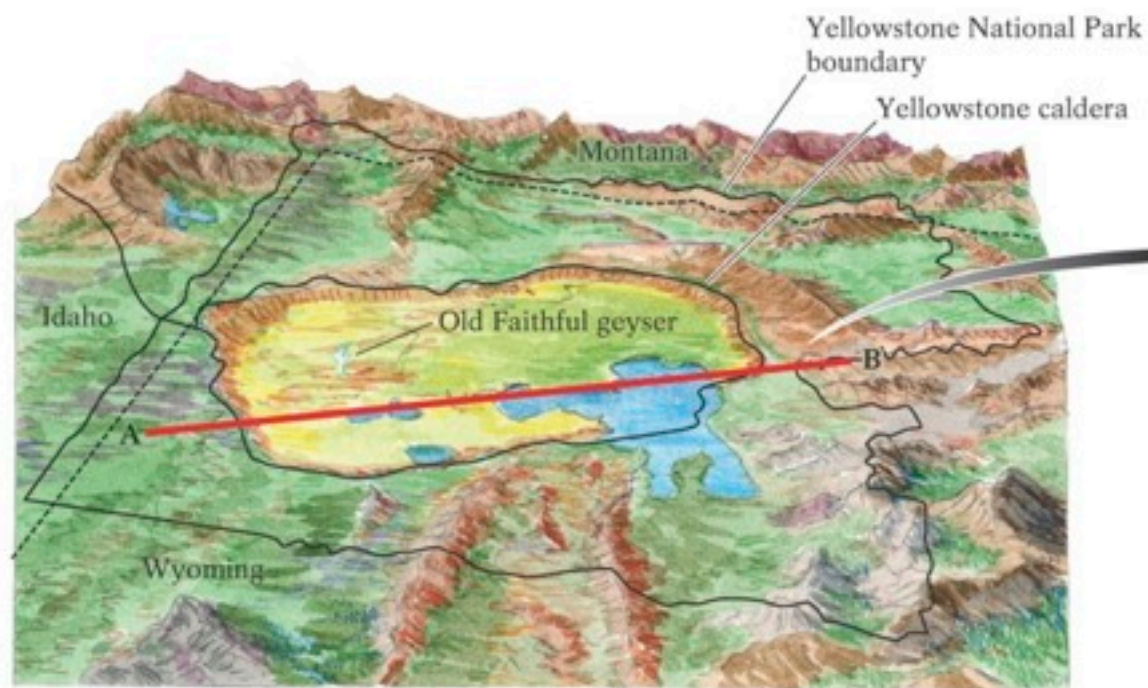 Yellowstone National Park
boundary
Yellowstone caldera
Montana
Idaho
Old Faithful geyser
B
A
Wyoming